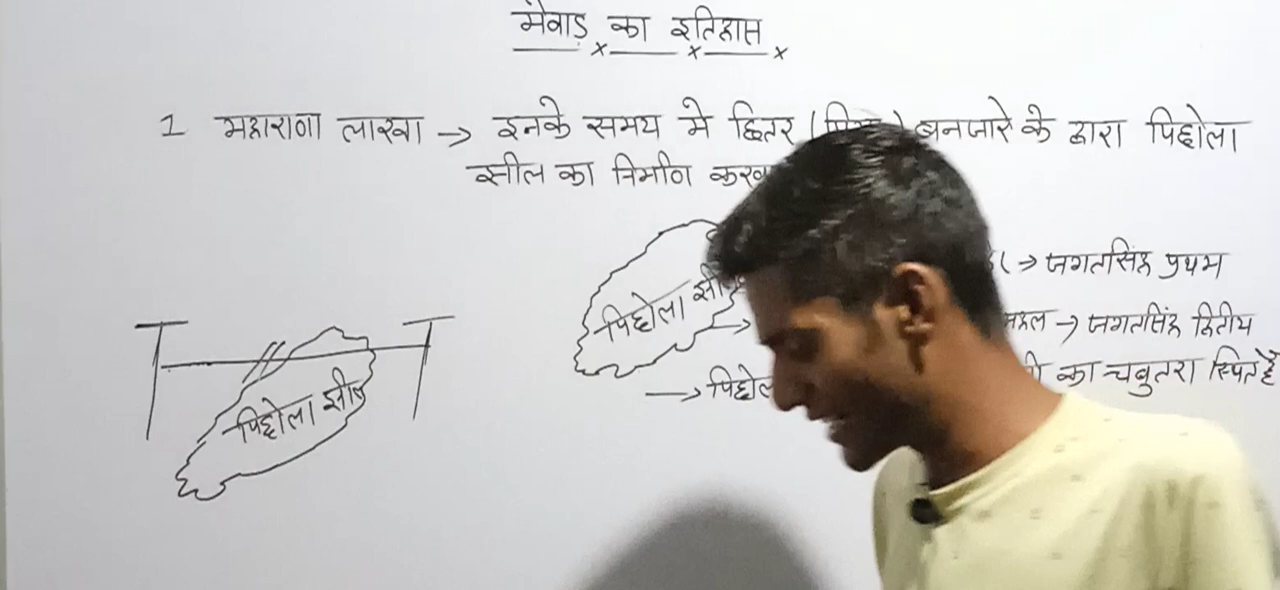 मेवाड़ का इतिहास
1 महाराणा लाखा → इनके समय मे छितर ( ) बनजारे के द्वारा पिछोला
झील का निर्माण
→ जगतसिंह प्रथम
पिछोला
→ जगतसिंह द्वितीय
→ का चबुतरा स्थित है
पिछोला झील